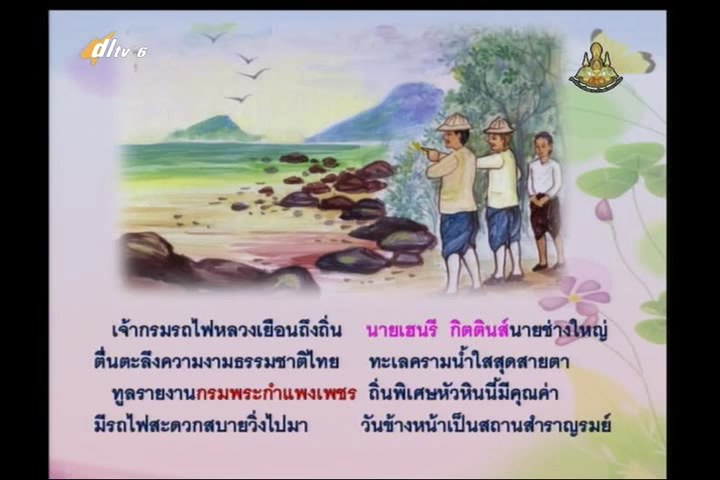 dltv-6
เจ้ากรมรถไฟหลวงเยือนถึงถิ่น นายเฮนรี กิตตินส์นายช่างใหญ่
ตื่นตะลึงความงามธรรมชาติไทย ทะเลครามน้ำใสสุดสายตา
ทูลรายงานกรมพระกำแพงเพชร ถิ่นพิเศษหัวหินนี้มีคุณค่า
มีรถไฟสะดวกสบายวิ่งไปมา วันข้างหน้าเป็นสถานสำราญรมย์